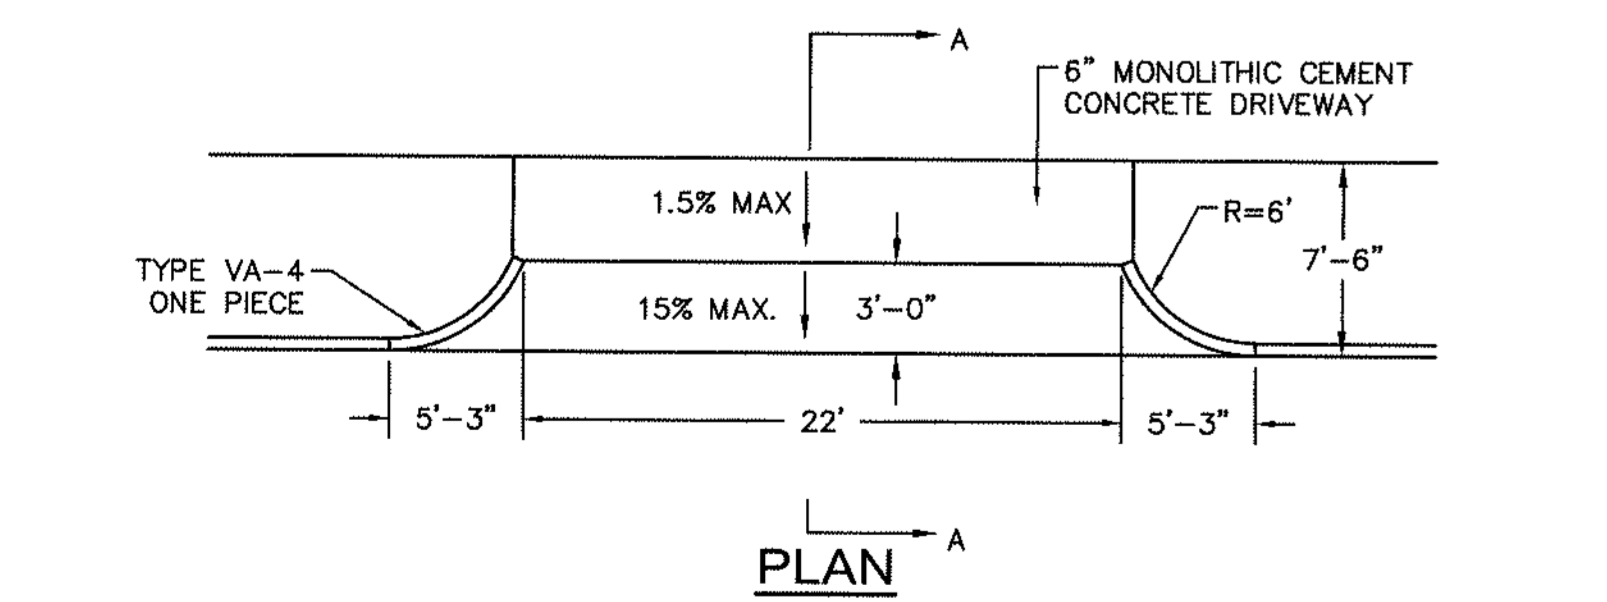 A
6” MONOLITHIC CEMENT
CONCRETE DRIVEWAY
1.5% MAX
R=6’
7’-6”
TYPE VA-4
ONE PIECE
15% MAX.
3’-0”
5’-3”
22’
5’-3”
A
PLAN